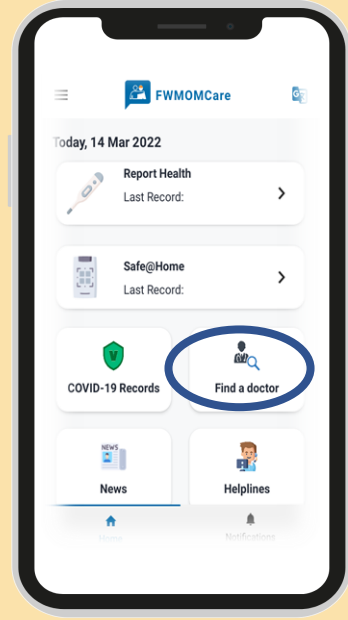 FWMOMCare
Today, 14 Mar 2022
Report Health
Last Record:
Safe@Home
Last Record:
COVID-19 Records
Find a doctor
NEWS
News
Helplines
Home
Notifications